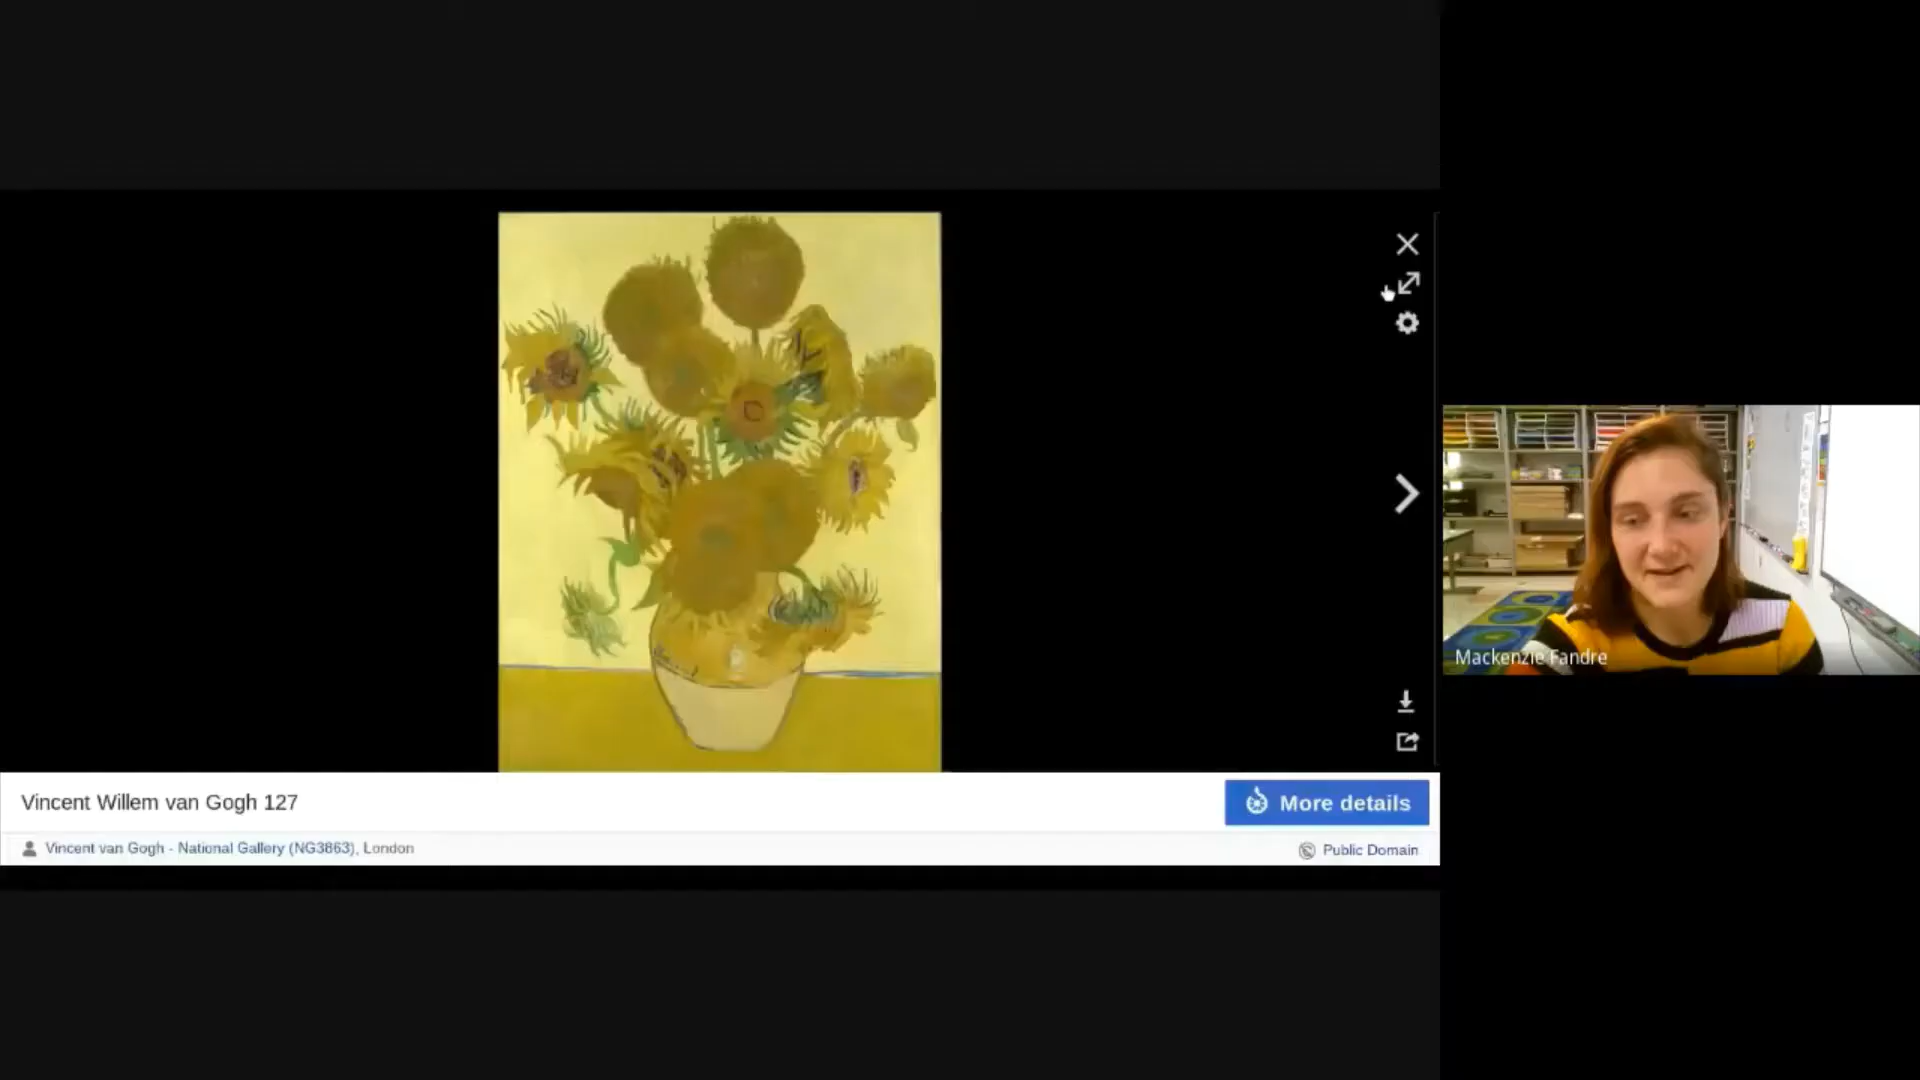 Vincent Willem van Gogh 127
More details
Vincent van Gogh - National Gallery (NG3863), London
Public Domain
Mackenzie Fandre